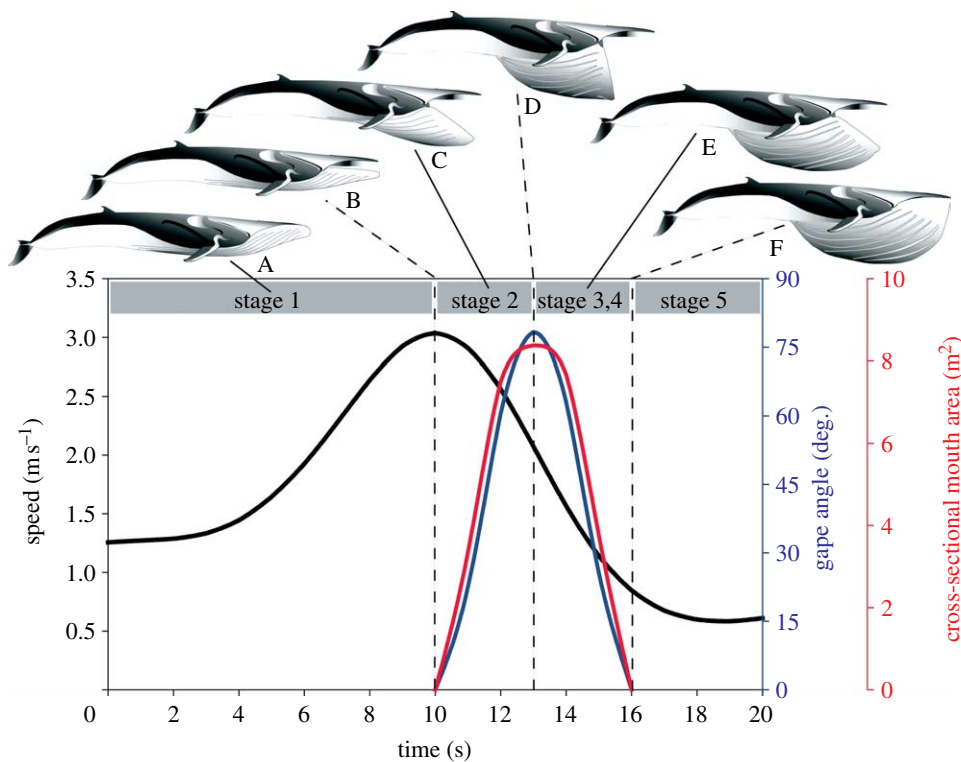 D
C
E
B
F
A
3.5
90
10
stage 1
stage 2
stage 3,4
stage 5
3.0
75
8
2.5
60
6
2.0
45
1.5
4
30
1.0
2
0.5
15
0
0
0 2 4 6 8 10 12 14 16 18 20
time (s)
speed (m s⁻¹)
gape angle (deg.)
cross-sectional mouth area (m²)